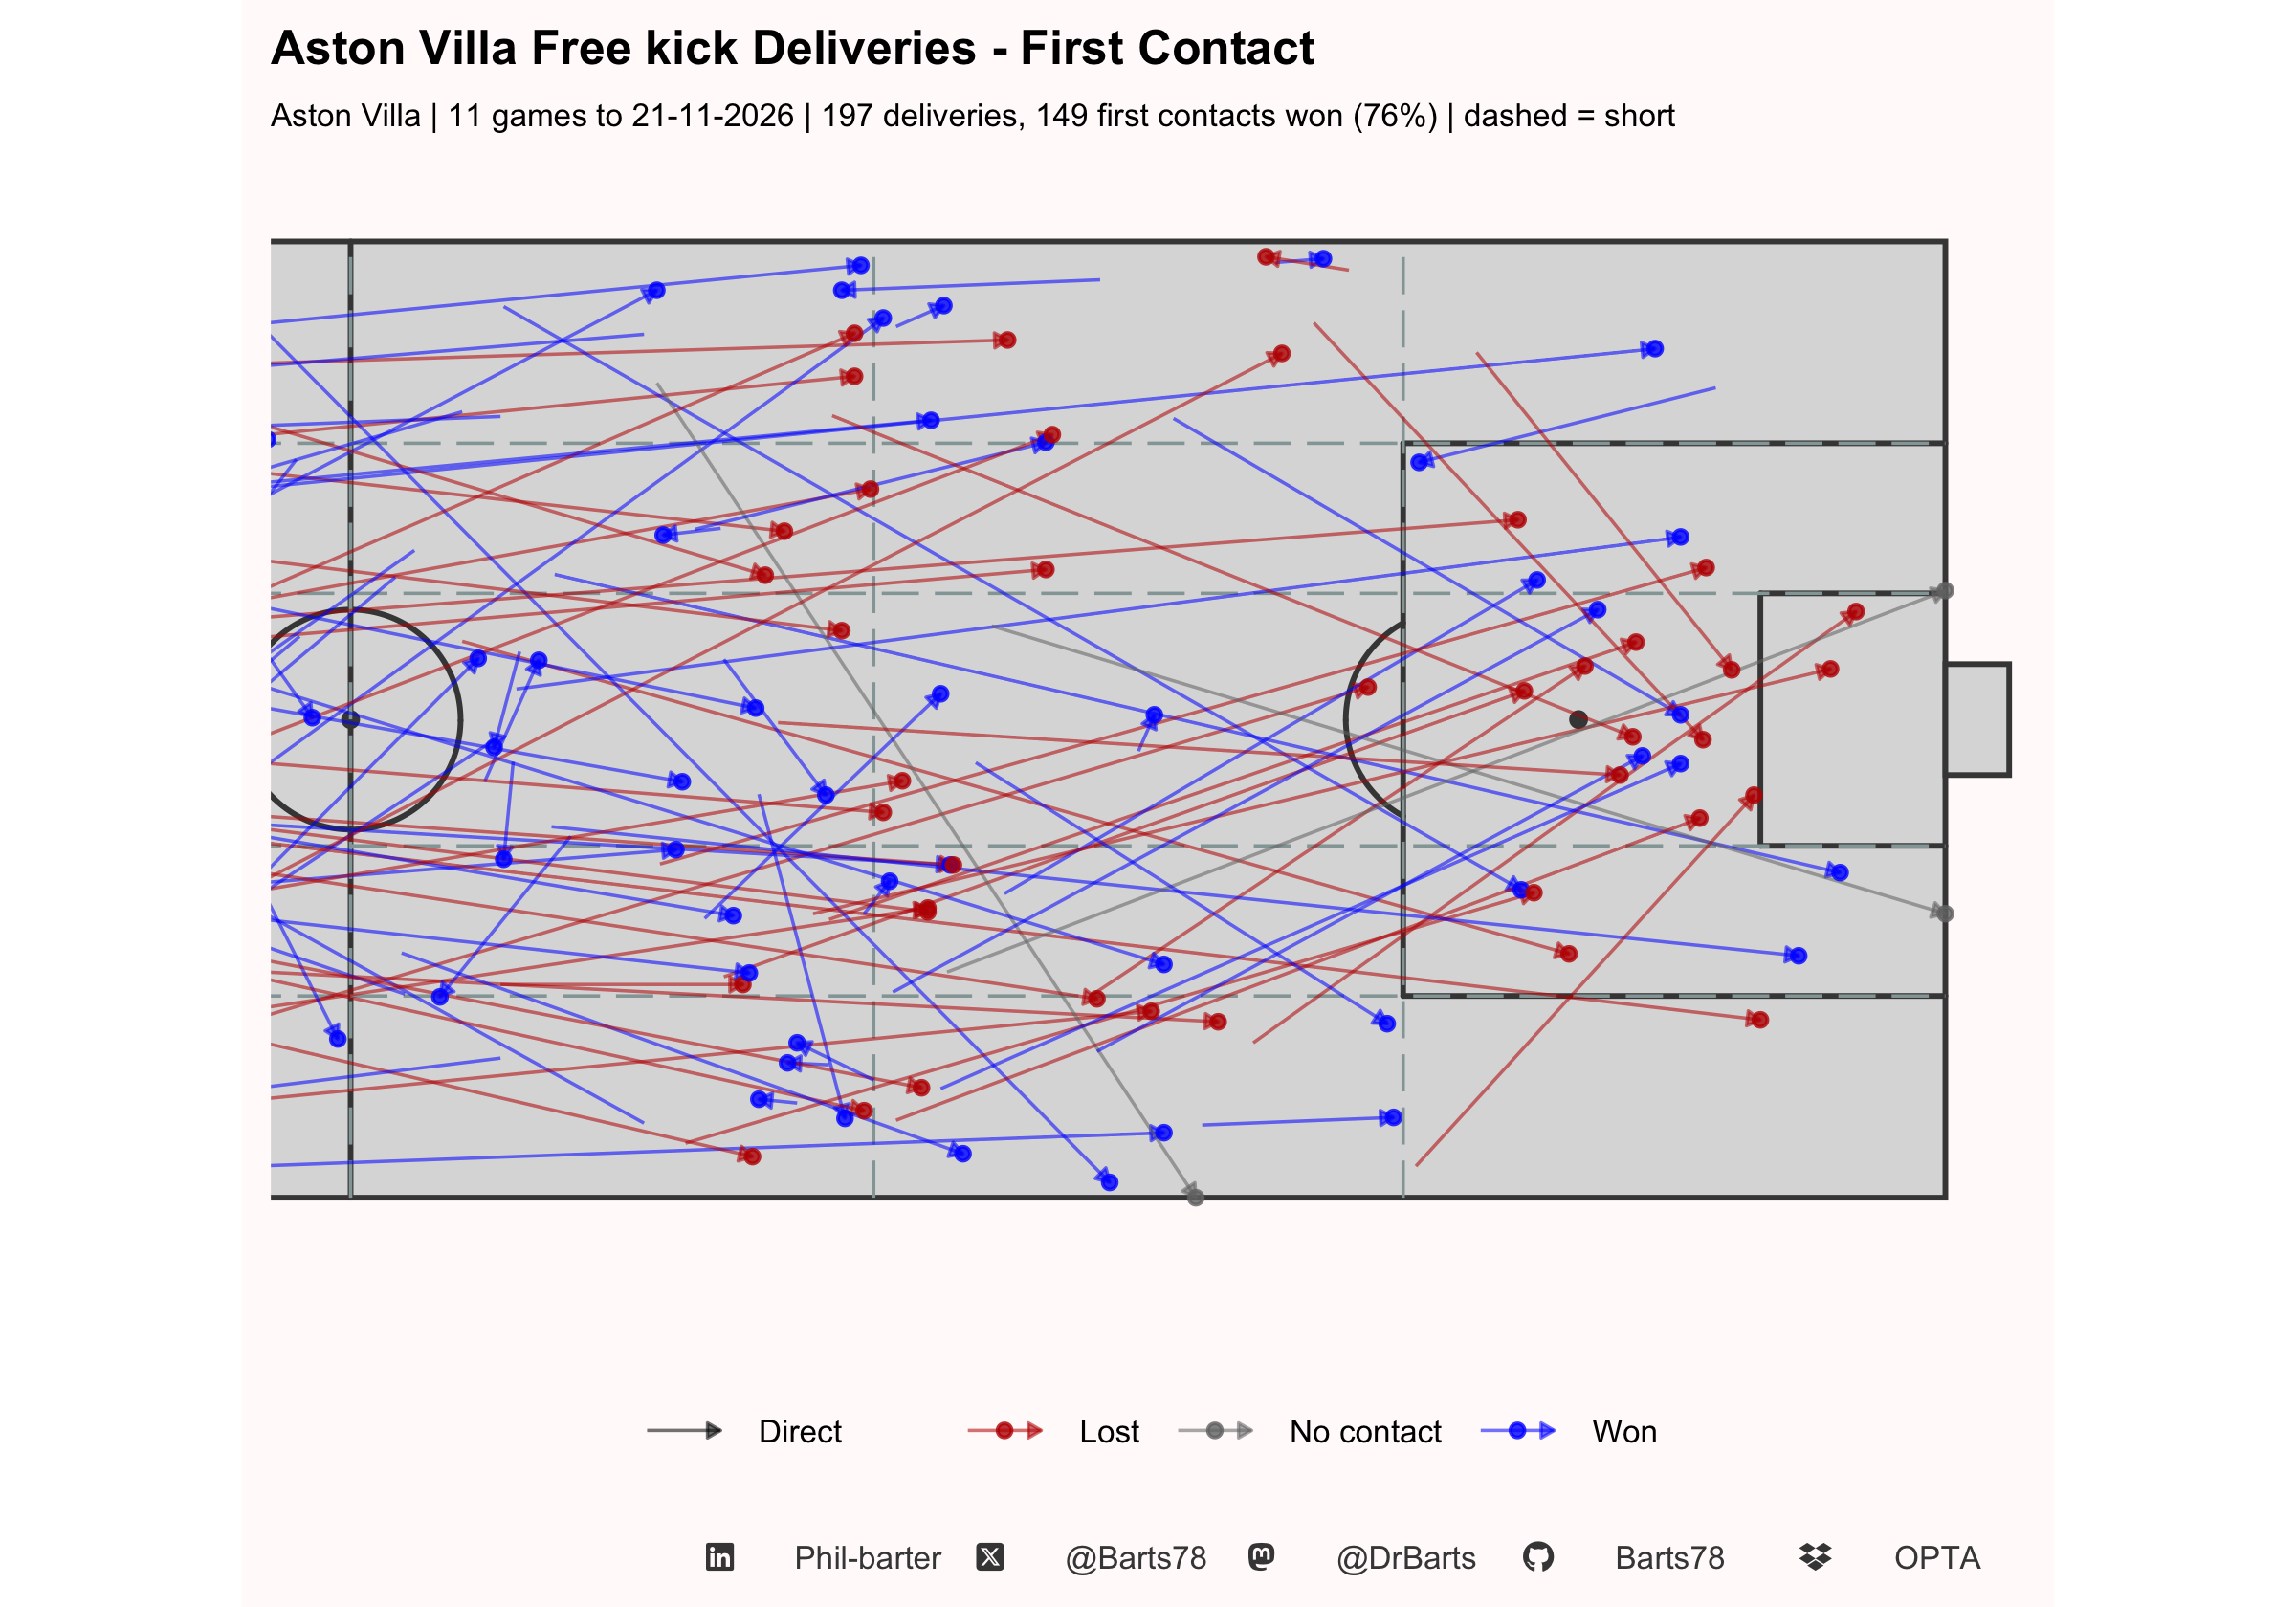 Aston Villa Free kick Deliveries - First Contact
Aston Villa | 11 games to 21-11-2026 | 197 deliveries, 149 first contacts won (76%) | dashed = short
Direct Lost No contact Won
Phil-barter @Barts78 @DrBarts Barts78 OPTA